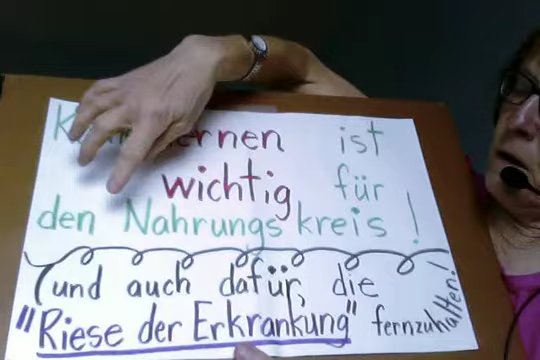 ist
wichtig für
den Nahrungskreis!
(und auch dafür, die
"Riese der Erkrankung" fernzuhalten!